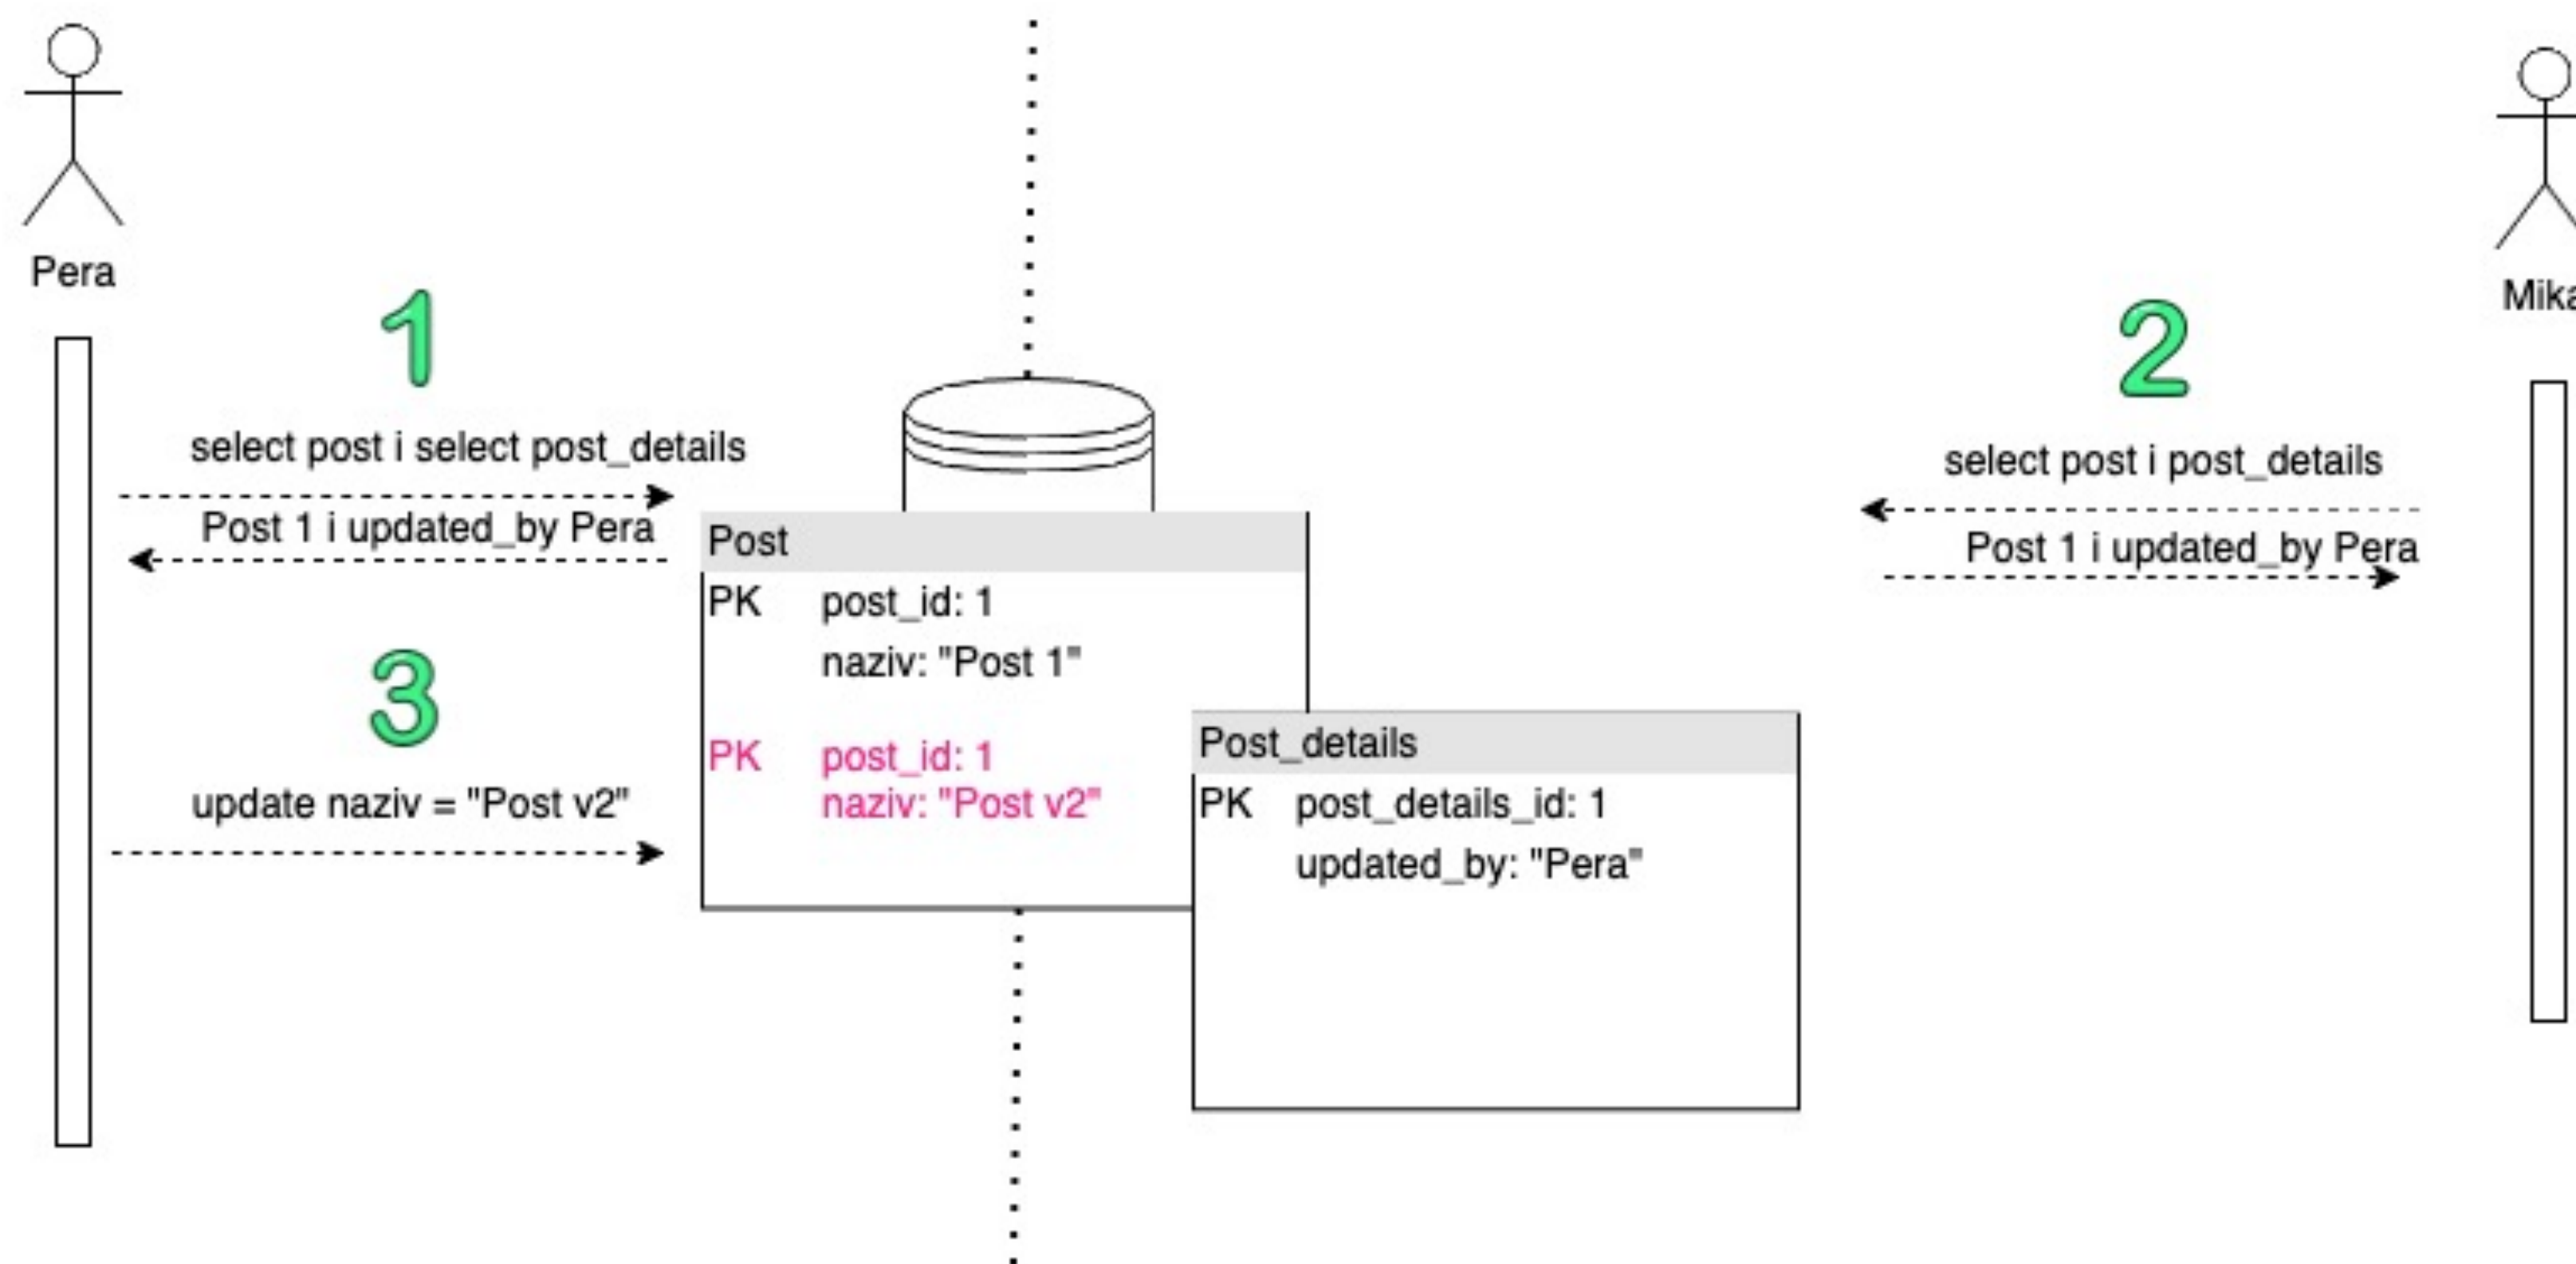 Pera
1
select post i select post_details
Post 1 i updated_by Pera
3
update naziv = "Post v2"
Post
PK post_id: 1
naziv: "Post 1"
PK post_id: 1
naziv: "Post v2"
Post_details
PK post_details_id: 1
updated_by: "Pera"
Mika
2
select post i post_details
Post 1 i updated_by Pera